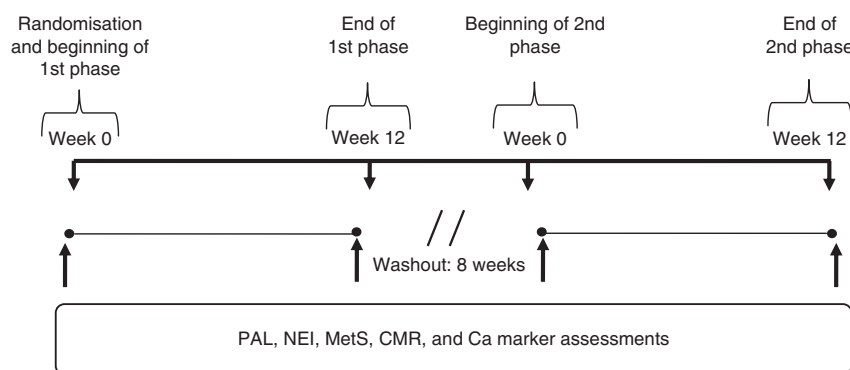 Randomisation
and beginning of
1st phase
End of
1st phase
Beginning of 2nd
phase
End of
2nd phase
Week 0
Week 12
Week 0
Week 12
Washout: 8 weeks
PAL, NEI, MetS, CMR, and Ca marker assessments